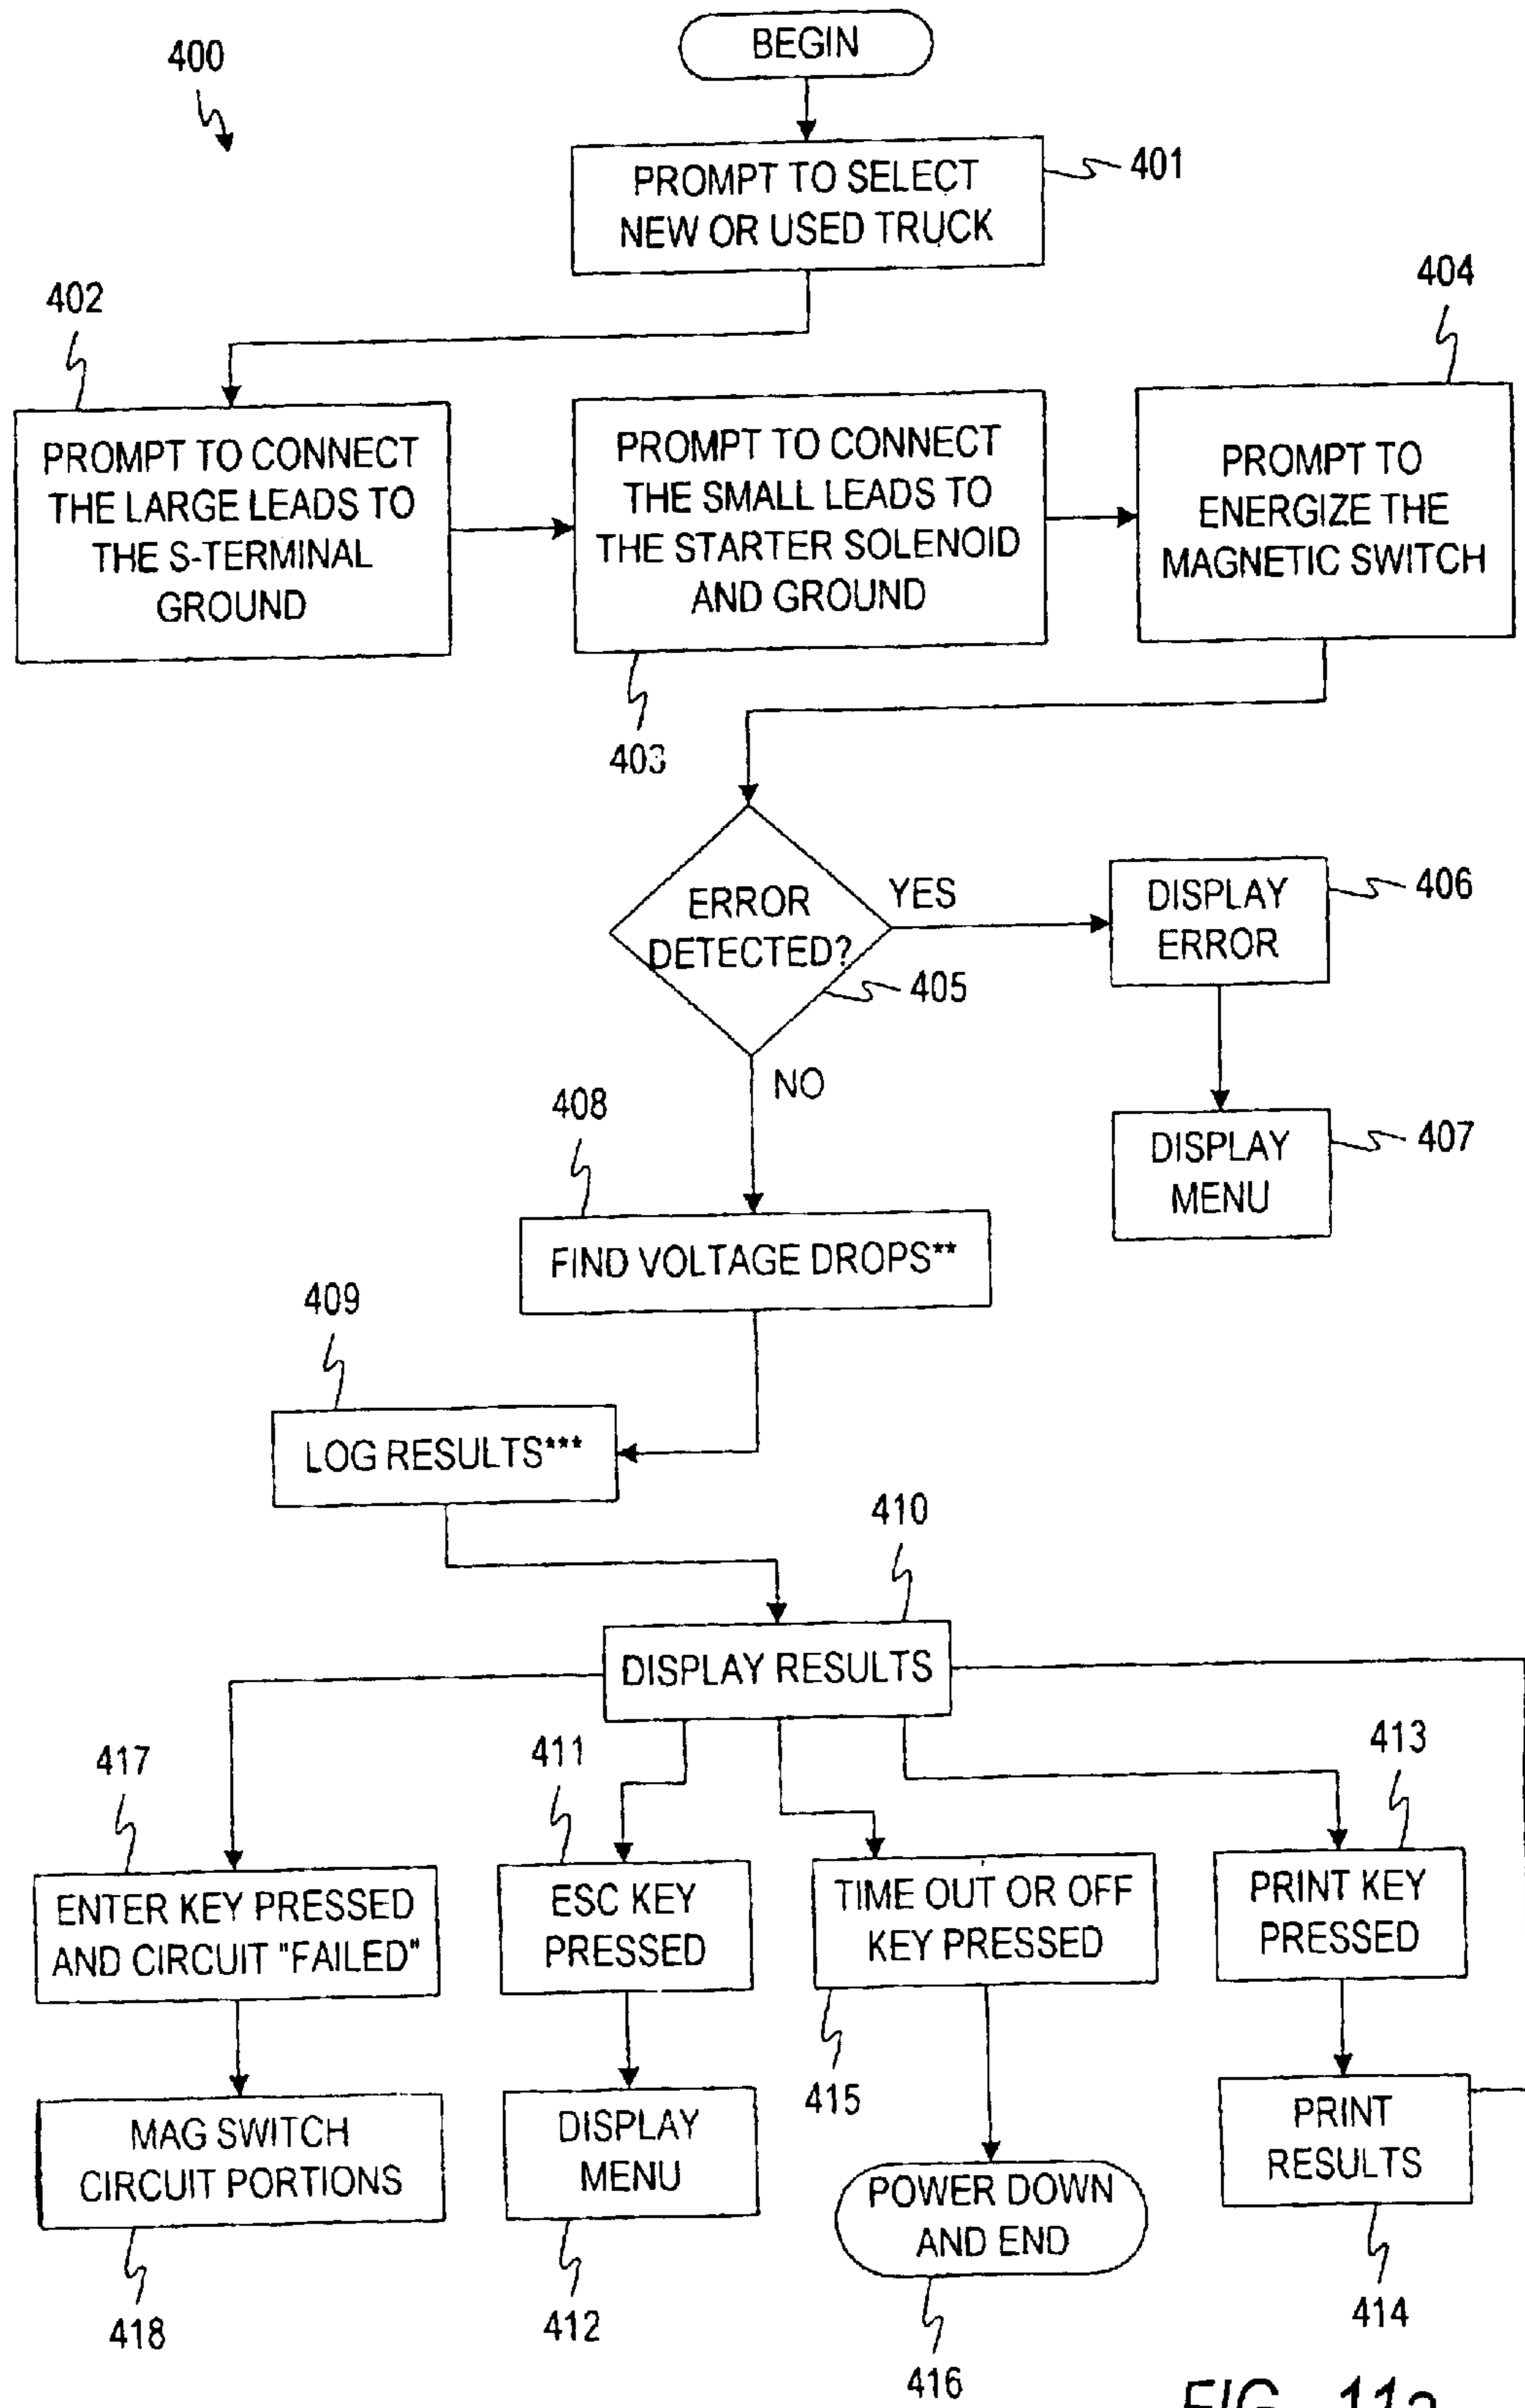 400
BEGIN
PROMPT TO SELECT
NEW OR USED TRUCK
401
402
PROMPT TO CONNECT
THE LARGE LEADS TO
THE S-TERMINAL
GROUND
PROMPT TO CONNECT
THE SMALL LEADS TO
THE STARTER SOLENOID
AND GROUND
403
404
PROMPT TO
ENERGIZE THE
MAGNETIC SWITCH
ERROR
DETECTED?
405
YES
DISPLAY
ERROR
406
DISPLAY
MENU
407
NO
408
FIND VOLTAGE DROPS**
409
LOG RESULTS***
410
DISPLAY RESULTS
417
ENTER KEY PRESSED
AND CIRCUIT "FAILED"
411
ESC KEY
PRESSED
TIME OUT OR OFF
KEY PRESSED
415
413
PRINT KEY
PRESSED
MAG SWITCH
CIRCUIT PORTIONS
418
DISPLAY
MENU
412
POWER DOWN
AND END
416
PRINT
RESULTS
414
FIG. 11a